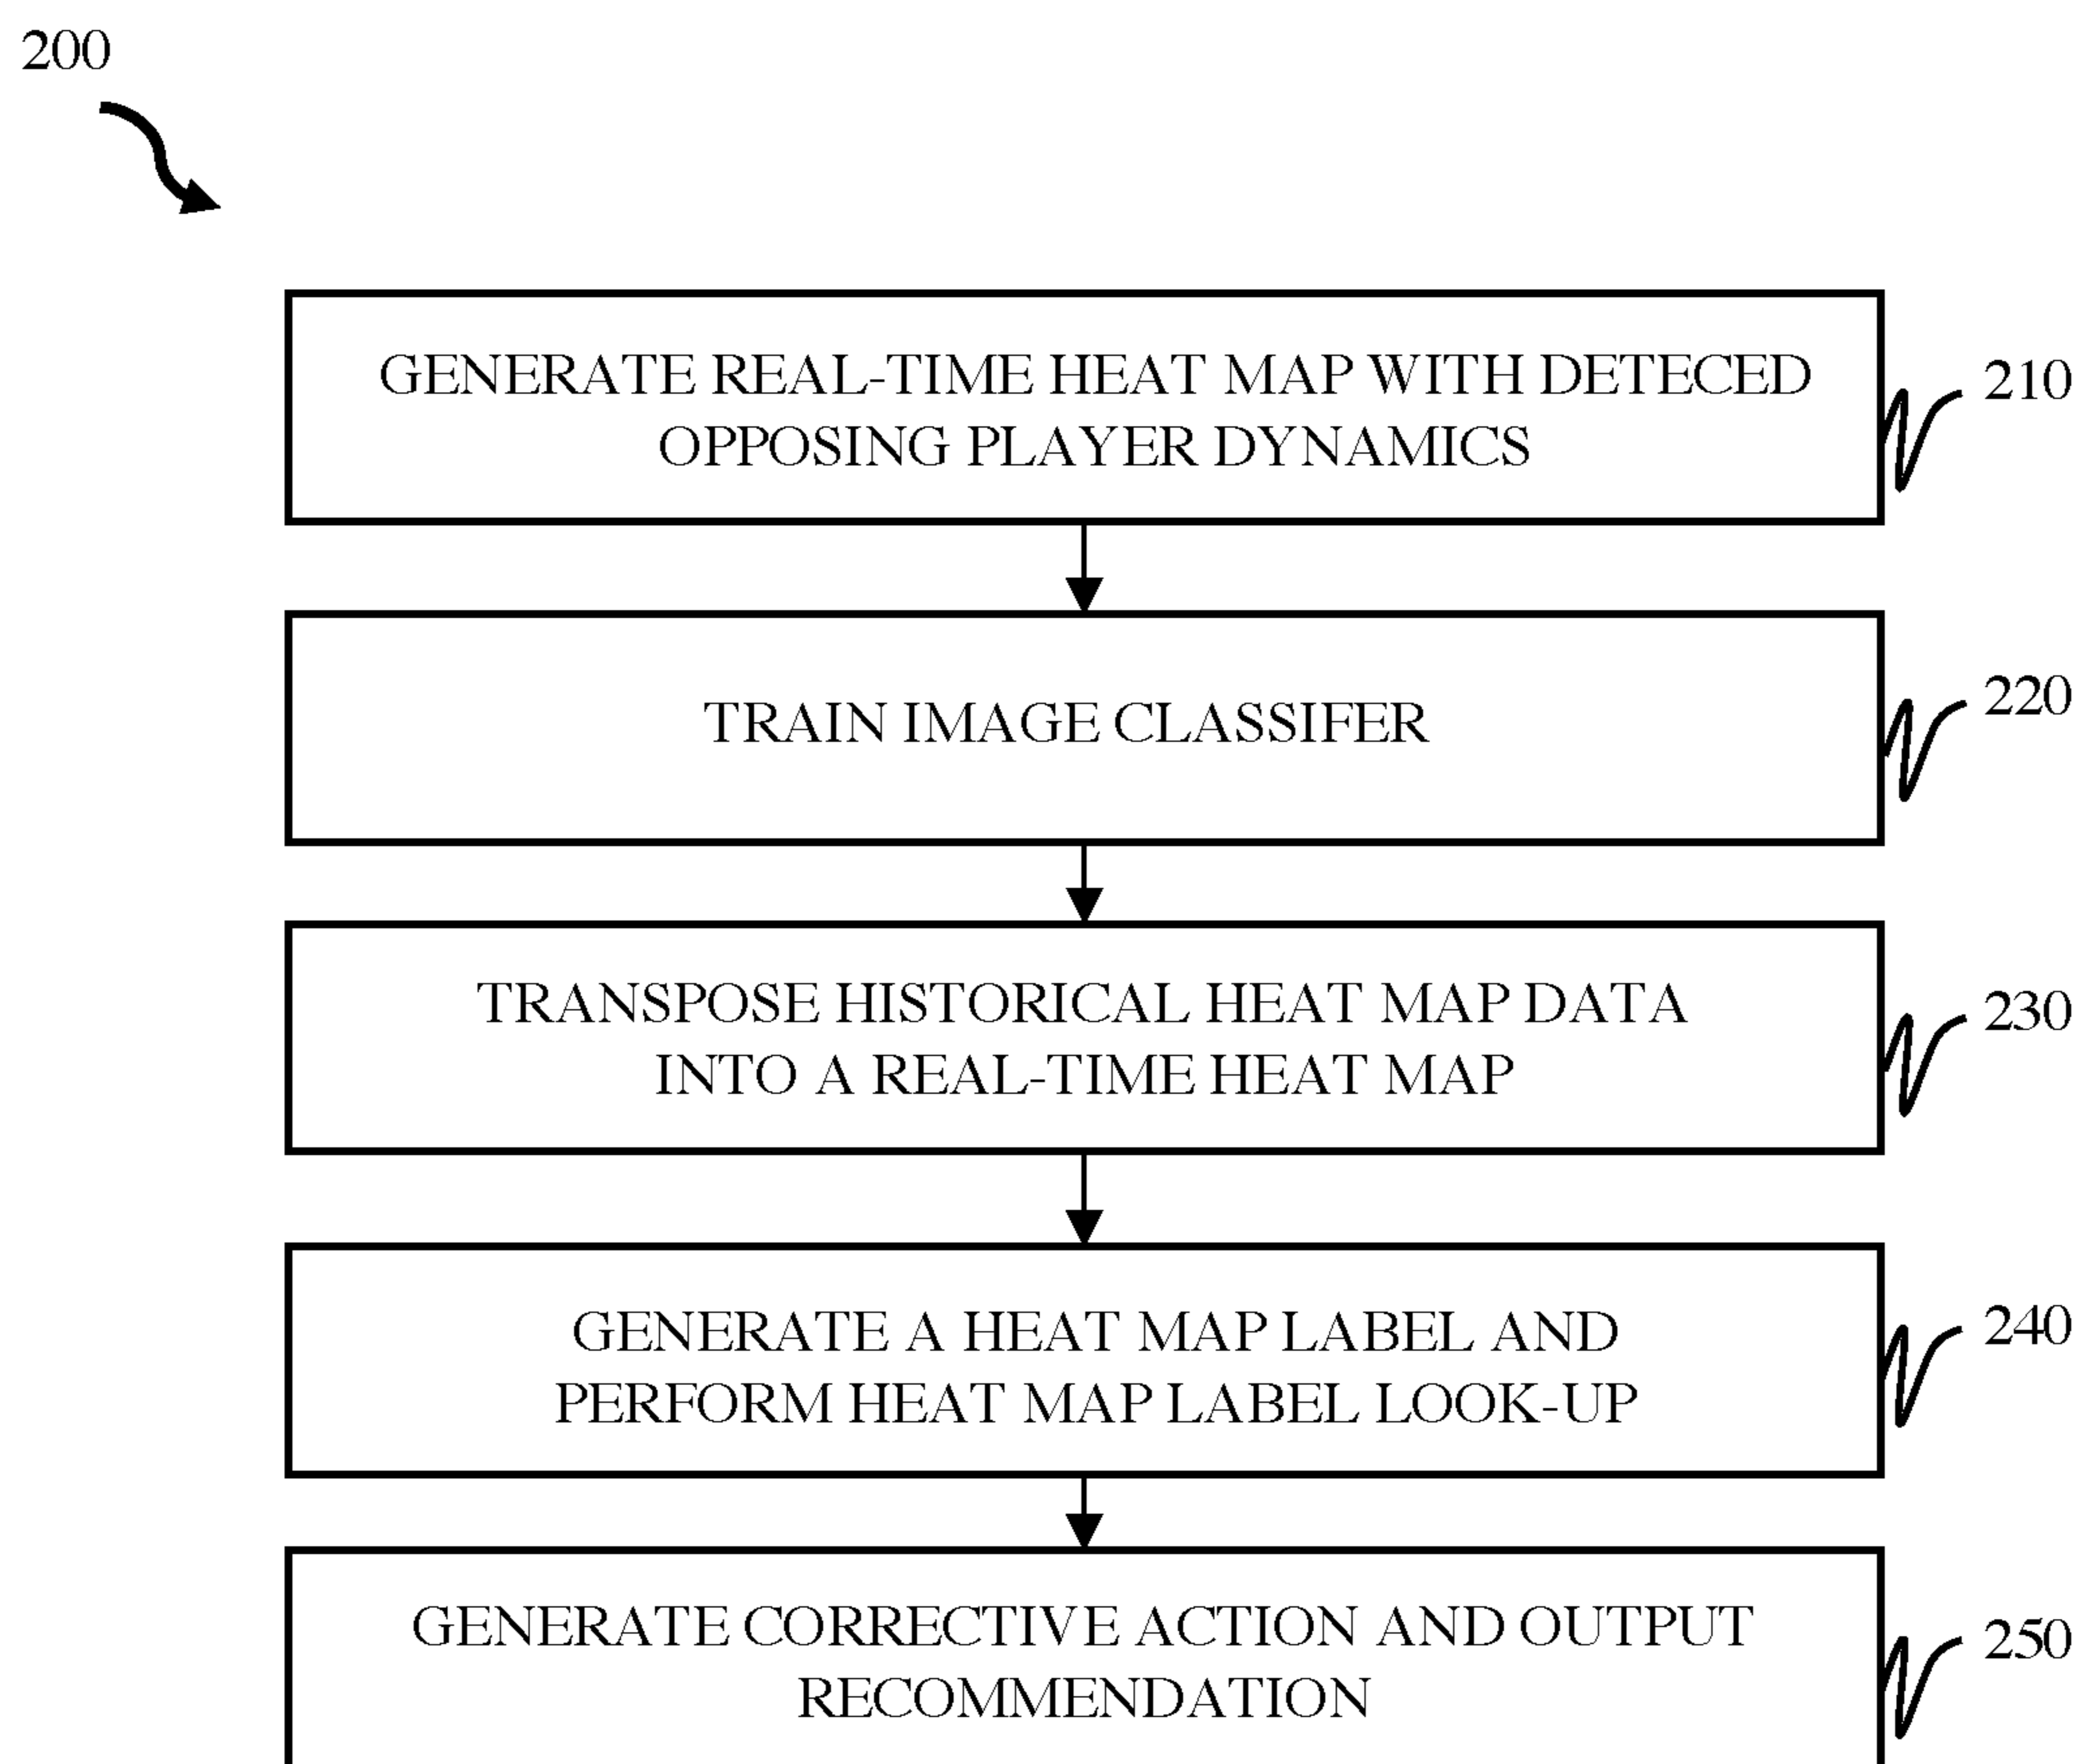 200
GENERATE REAL-TIME HEAT MAP WITH DETECED
OPPOSING PLAYER DYNAMICS
210
TRAIN IMAGE CLASSIFER
220
TRANSPOSE HISTORICAL HEAT MAP DATA
INTO A REAL-TIME HEAT MAP
230
GENERATE A HEAT MAP LABEL AND
PERFORM HEAT MAP LABEL LOOK-UP
240
GENERATE CORRECTIVE ACTION AND OUTPUT
RECOMMENDATION
250